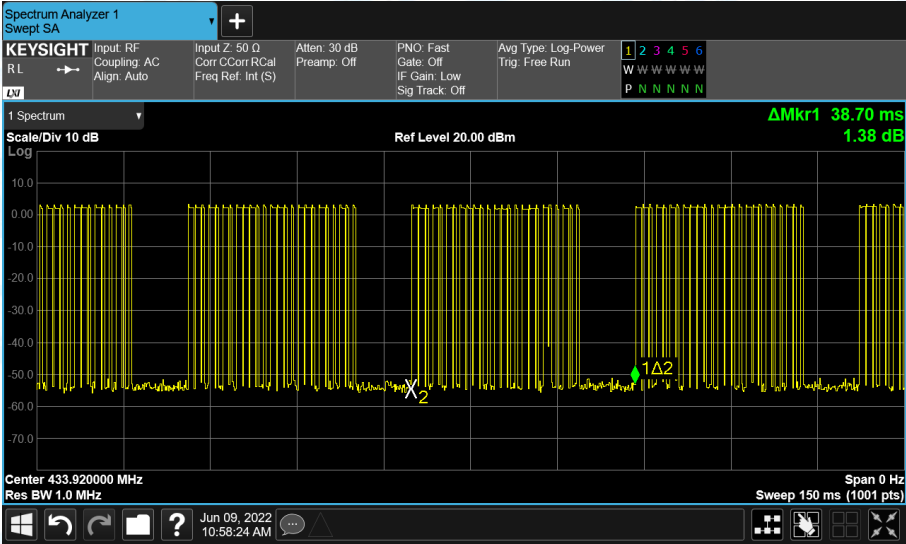 Spectrum Analyzer 1
Swept SA
+
KEYSIGHT Input: RF Input Z: 50 Ω Atten: 30 dB PNO: Fast Avg Type: Log-Power 1 2 3 4 5 6
R L Coupling: AC Corr CCorr RCal Preamp: Off Gate: Off Trig: Free Run W W W W W W
Align: Auto Freq Ref: Int (S) IF Gain: Low P N N N N N
LXI Sig Track: Off
1 Spectrum ΔMkr1 38.70 ms
Scale/Div 10 dB Ref Level 20.00 dBm 1.38 dB
Log
10.0
0.00
-10.0
-20.0
-30.0
-40.0
-50.0 1Δ2
X2
-60.0
-70.0
Center 433.920000 MHz Span 0 Hz
Res BW 1.0 MHz Sweep 150 ms (1001 pts)
? Jun 09, 2022
10:58:24 AM